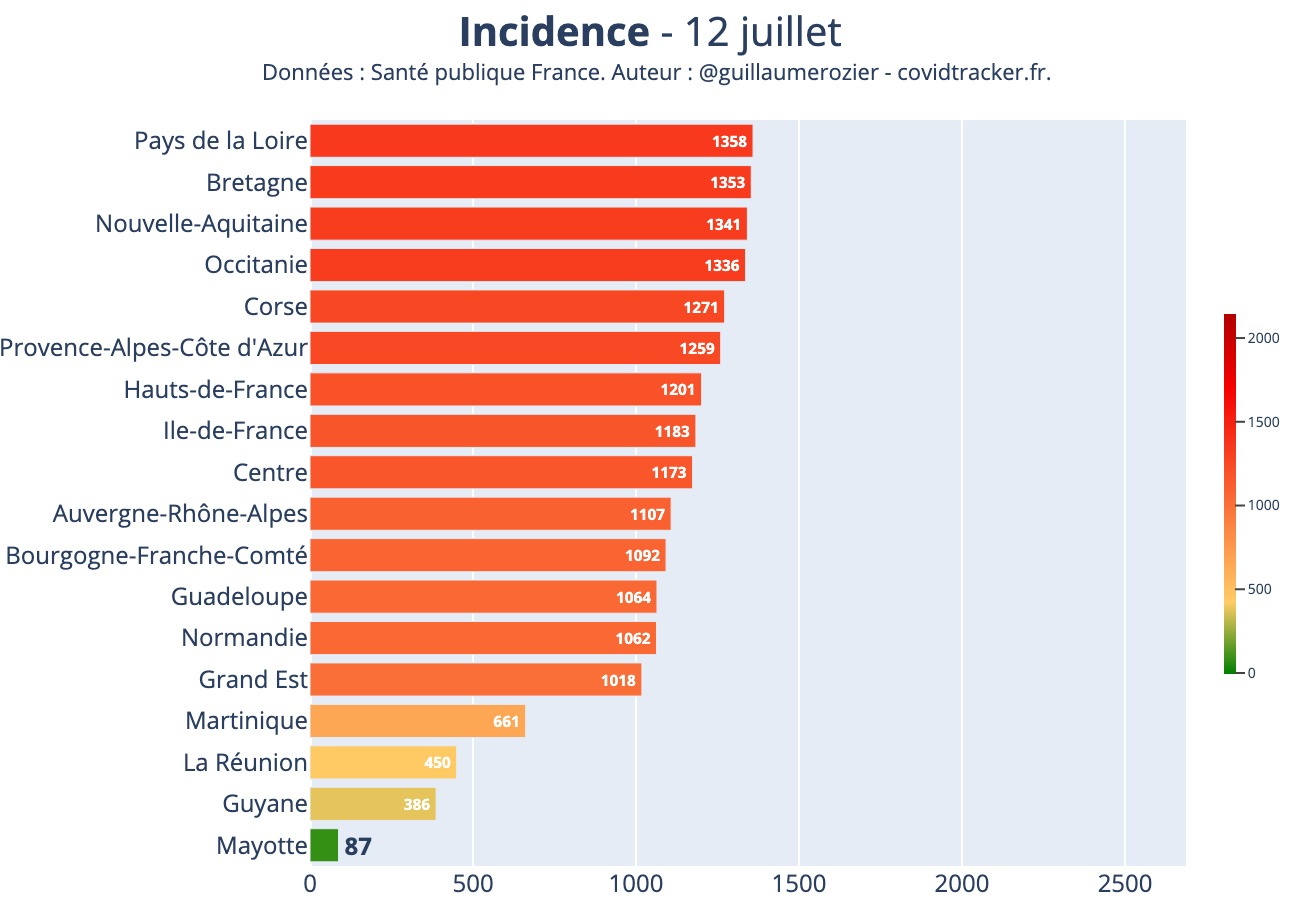 Incidence - 12 juillet
Données : Santé publique France. Auteur : @guillaumerozier - covidtracker.fr.
Pays de la Loire 1358
Bretagne 1353
Nouvelle-Aquitaine 1341
Occitanie 1336
Corse 1271
Provence-Alpes-Côte d'Azur 1259
Hauts-de-France 1201
Ile-de-France 1183
Centre 1173
Auvergne-Rhône-Alpes 1107
Bourgogne-Franche-Comté 1092
Guadeloupe 1064
Normandie 1062
Grand Est 1018
Martinique 661
La Réunion 450
Guyane 386
Mayotte 87
0 500 1000 1500 2000 2500
2000
1500
1000
500
0